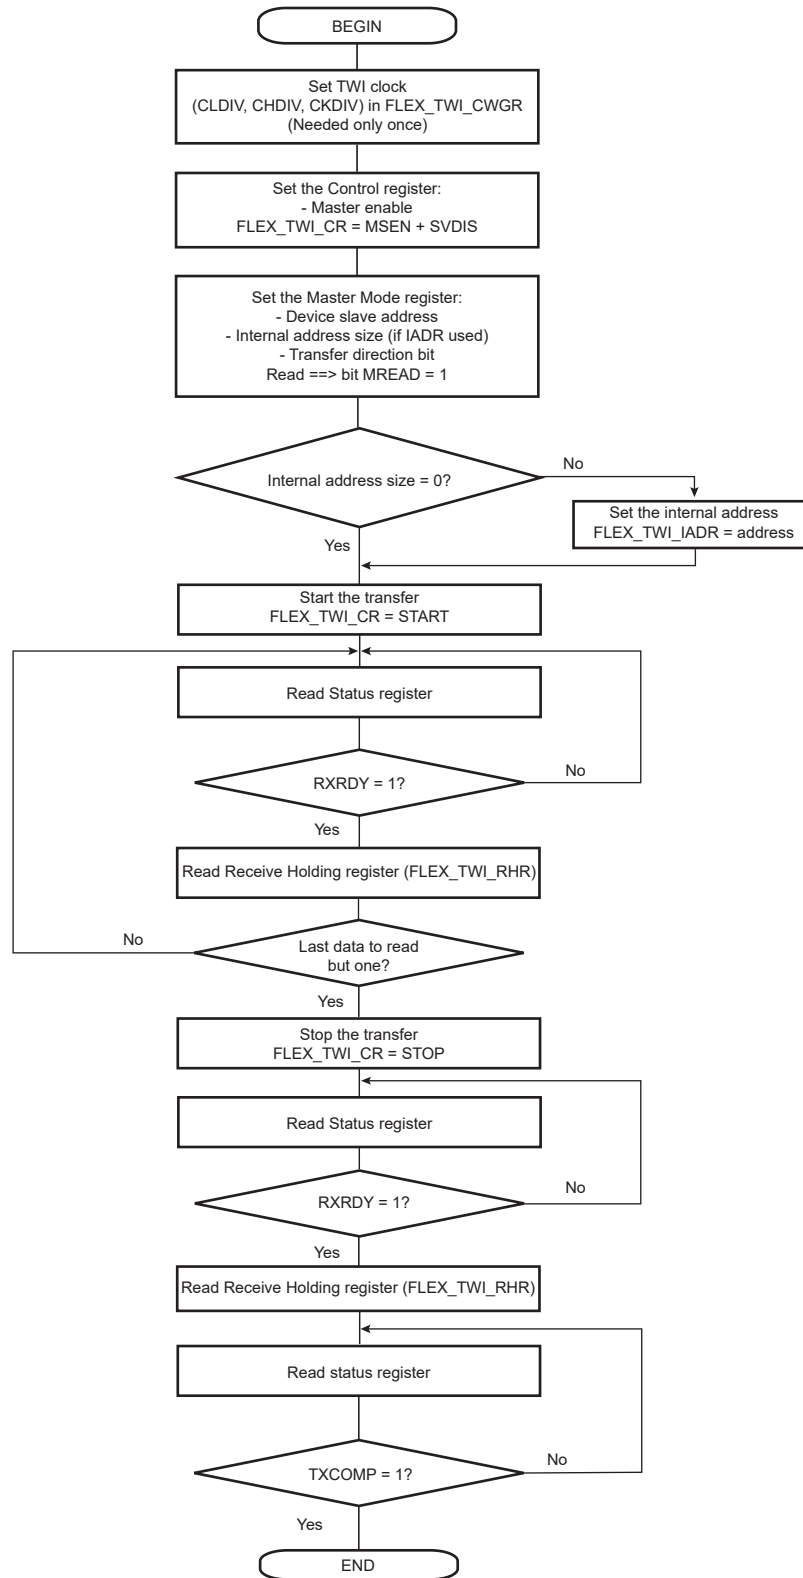 BEGIN
Set TWI clock
(CLDIV, CHDIV, CKDIV) in FLEX_TWI_CWGR
(Needed only once)
Set the Control register:
- Master enable
FLEX_TWI_CR = MSEN + SVDIS
Set the Master Mode register:
- Device slave address
- Internal address size (if IADR used)
- Transfer direction bit
Read ==> bit MREAD = 1
Internal address size = 0?
No
Set the internal address
FLEX_TWI_IADR = address
Yes
Start the transfer
FLEX_TWI_CR = START
Read Status register
RXRDY = 1?
No
Yes
Read Receive Holding register (FLEX_TWI_RHR)
No
Last data to read
but one?
Yes
Stop the transfer
FLEX_TWI_CR = STOP
Read Status register
RXRDY = 1?
No
Yes
Read Receive Holding register (FLEX_TWI_RHR)
Read status register
TXCOMP = 1?
No
Yes
END